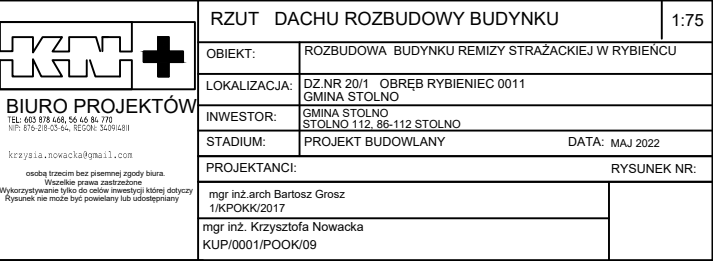 KN
BIURO PROJEKTÓW
TEL: 603 878 468, 56 46 84 770
NIP: 876-218-03-64, REGON: 340914811
krzysia.nowacka@gmail.com
osobą trzecim bez pisemnej zgody biura.
Wszelkie prawa zastrzeżone
Wykorzystywanie tylko do celów inwestycji której dotyczy
Rysunek nie może być powielany lub udostępniany
RZUT DACHU ROZBUDOWY BUDYNKU 1:75
OBIEKT: ROZBUDOWA BUDYNKU REMIZY STRAŻACKIEJ W RYBIEŃCU
LOKALIZACJA: DZ.NR 20/1 OBRĘB RYBIENIEC 0011
GMINA STOLNO
INWESTOR: GMINA STOLNO
STOLNO 112, 86-112 STOLNO
STADIUM: PROJEKT BUDOWLANY DATA: MAJ 2022
PROJEKTANCI: RYSUNEK NR:
mgr inż.arch Bartosz Grosz
1/KPOKK/2017
mgr inż. Krzysztofa Nowacka
KUP/0001/POOK/09